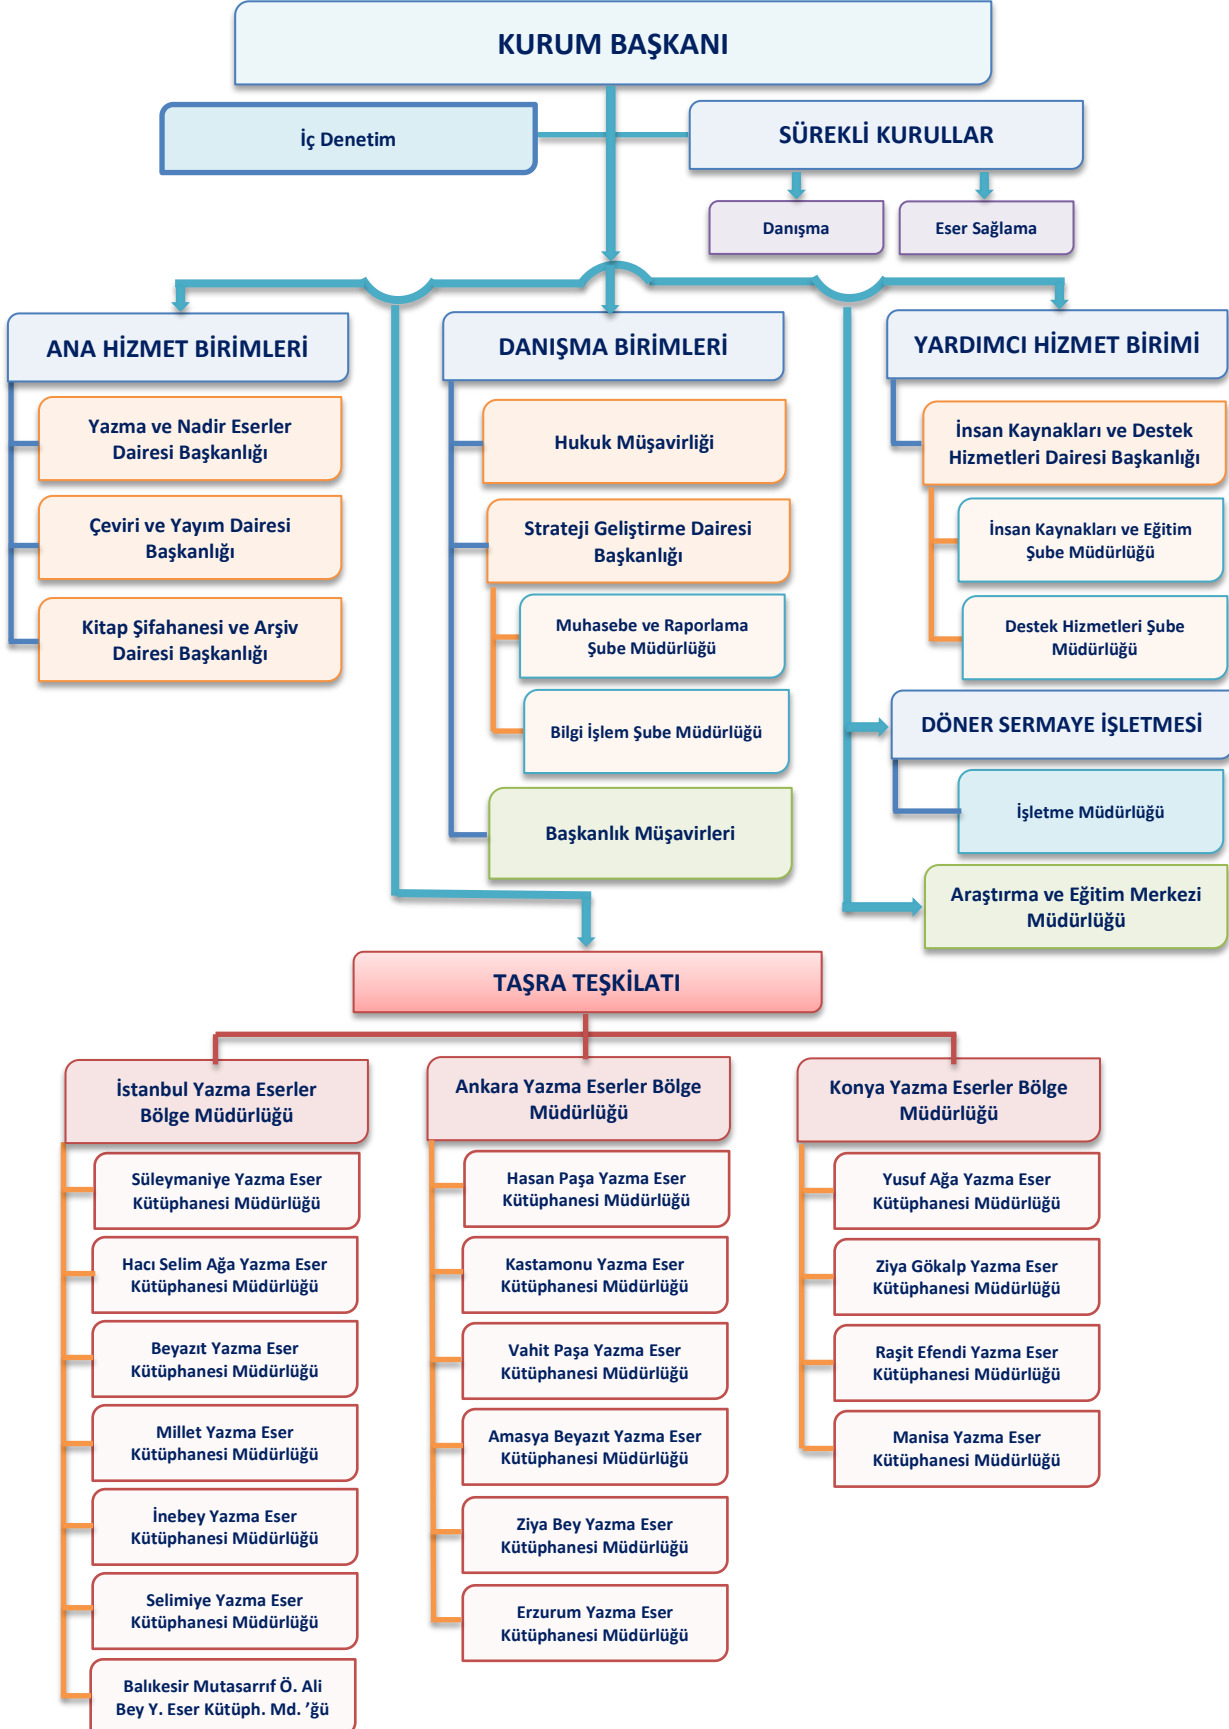 KURUM BAŞKANI
İç Denetim
SÜREKLİ KURULLAR
Danışma
Eser Sağlama
ANA HİZMET BİRİMLERİ
Yazma ve Nadir Eserler
Dairesi Başkanlığı
Çeviri ve Yayım Dairesi
Başkanlığı
Kitap Şifahanesi ve Arşiv
Dairesi Başkanlığı
DANIŞMA BİRİMLERİ
Hukuk Müşavirliği
Strateji Geliştirme Dairesi
Başkanlığı
Muhasebe ve Raporlama
Şube Müdürlüğü
Bilgi İşlem Şube Müdürlüğü
Başkanlık Müşavirleri
YARDIMCI HİZMET BİRİMİ
İnsan Kaynakları ve Destek
Hizmetleri Dairesi Başkanlığı
İnsan Kaynakları ve Eğitim
Şube Müdürlüğü
Destek Hizmetleri Şube
Müdürlüğü
DÖNER SERMAYE İŞLETMESİ
İşletme Müdürlüğü
Araştırma ve Eğitim Merkezi
Müdürlüğü
TAŞRA TEŞKİLATI
İstanbul Yazma Eserler
Bölge Müdürlüğü
Süleymaniye Yazma Eser
Kütüphanesi Müdürlüğü
Hacı Selim Ağa Yazma Eser
Kütüphanesi Müdürlüğü
Beyazıt Yazma Eser
Kütüphanesi Müdürlüğü
Millet Yazma Eser
Kütüphanesi Müdürlüğü
İnebey Yazma Eser
Kütüphanesi Müdürlüğü
Selimiye Yazma Eser
Kütüphanesi Müdürlüğü
Balıkesir Mutasarrıf Ö. Ali
Bey Y. Eser Kütüph. Md. ’ğü
Ankara Yazma Eserler Bölge
Müdürlüğü
Hasan Paşa Yazma Eser
Kütüphanesi Müdürlüğü
Kastamonu Yazma Eser
Kütüphanesi Müdürlüğü
Vahit Paşa Yazma Eser
Kütüphanesi Müdürlüğü
Amasya Beyazıt Yazma Eser
Kütüphanesi Müdürlüğü
Ziya Bey Yazma Eser
Kütüphanesi Müdürlüğü
Erzurum Yazma Eser
Kütüphanesi Müdürlüğü
Konya Yazma Eserler Bölge
Müdürlüğü
Yusuf Ağa Yazma Eser
Kütüphanesi Müdürlüğü
Ziya Gökalp Yazma Eser
Kütüphanesi Müdürlüğü
Raşit Efendi Yazma Eser
Kütüphanesi Müdürlüğü
Manisa Yazma Eser
Kütüphanesi Müdürlüğü